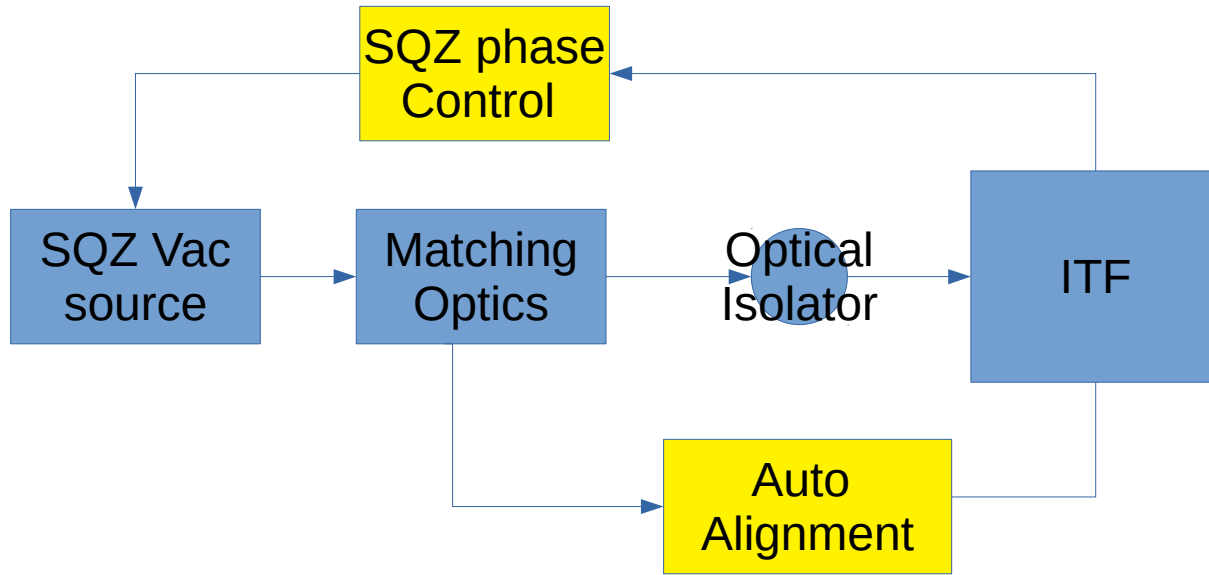 SQZ phase
Control
SQZ Vac
source
Matching
Optics
Optical
Isolator
ITF
Auto
Alignment